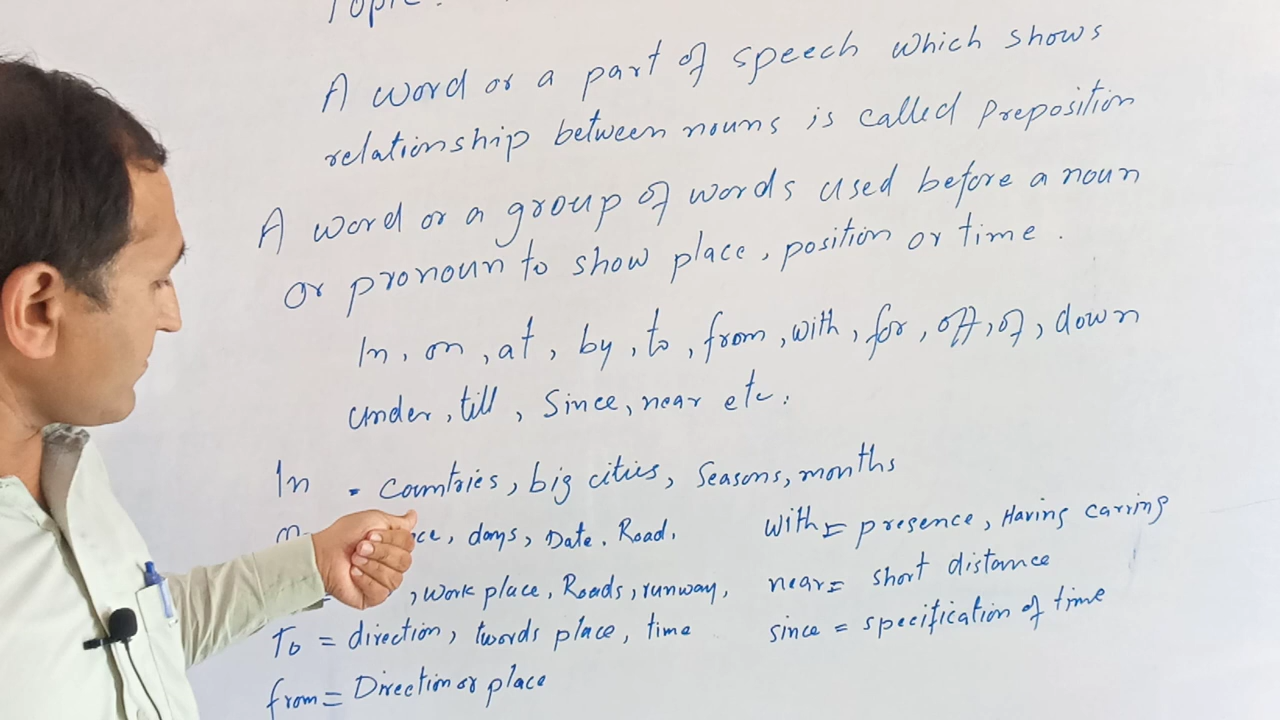 Topic :
A word or a part of speech which shows
relationship between nouns is called Preposition
A word or a group of words used before a noun
or pronoun to show place, position or time.
In, on, at, by, to, from, with, for, off, of, down
under, till, Since, near etc.
In = countries, big cities, Seasons, months
days, Date. Road.
, work place, Roads, runway,
To = direction, twords place, time
from = Direction or place
with = presence, Having carring
near = short distance
since = specification of time